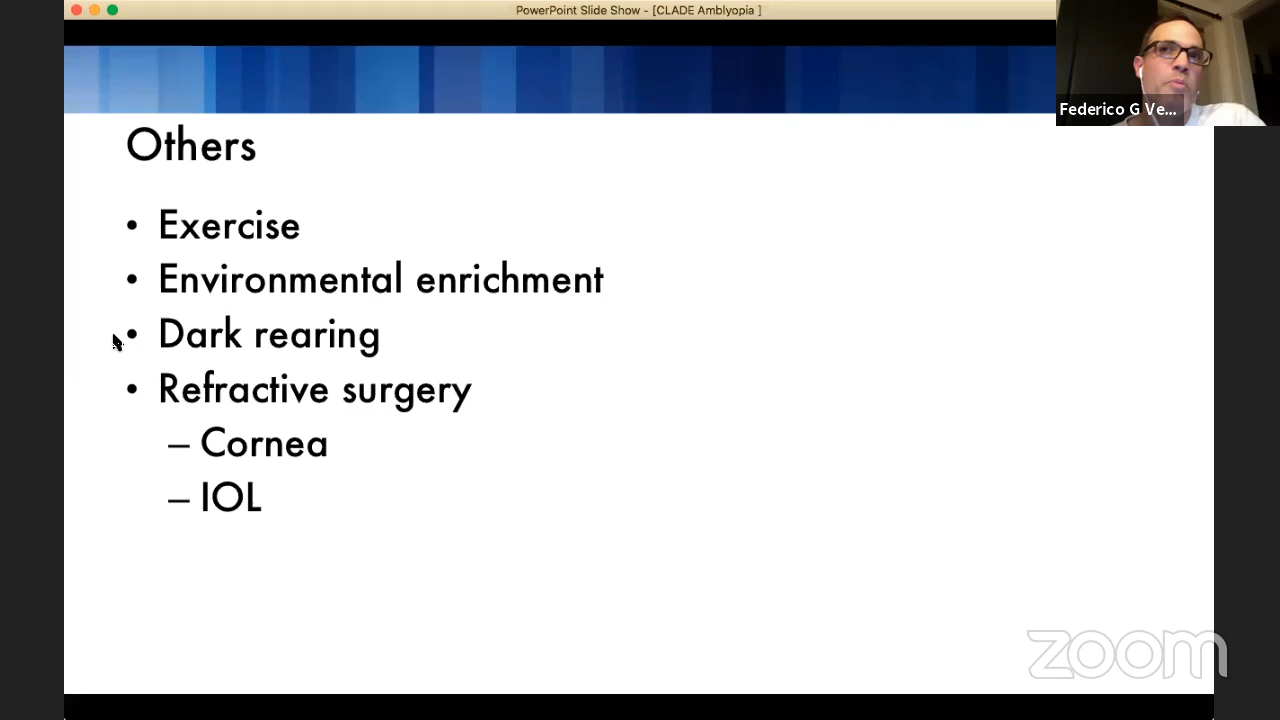 PowerPoint Slide Show - [CLADE Amblyopia ]
Federico G Ve...
Others
• Exercise
• Environmental enrichment
• Dark rearing
• Refractive surgery
– Cornea
– IOL
zoom